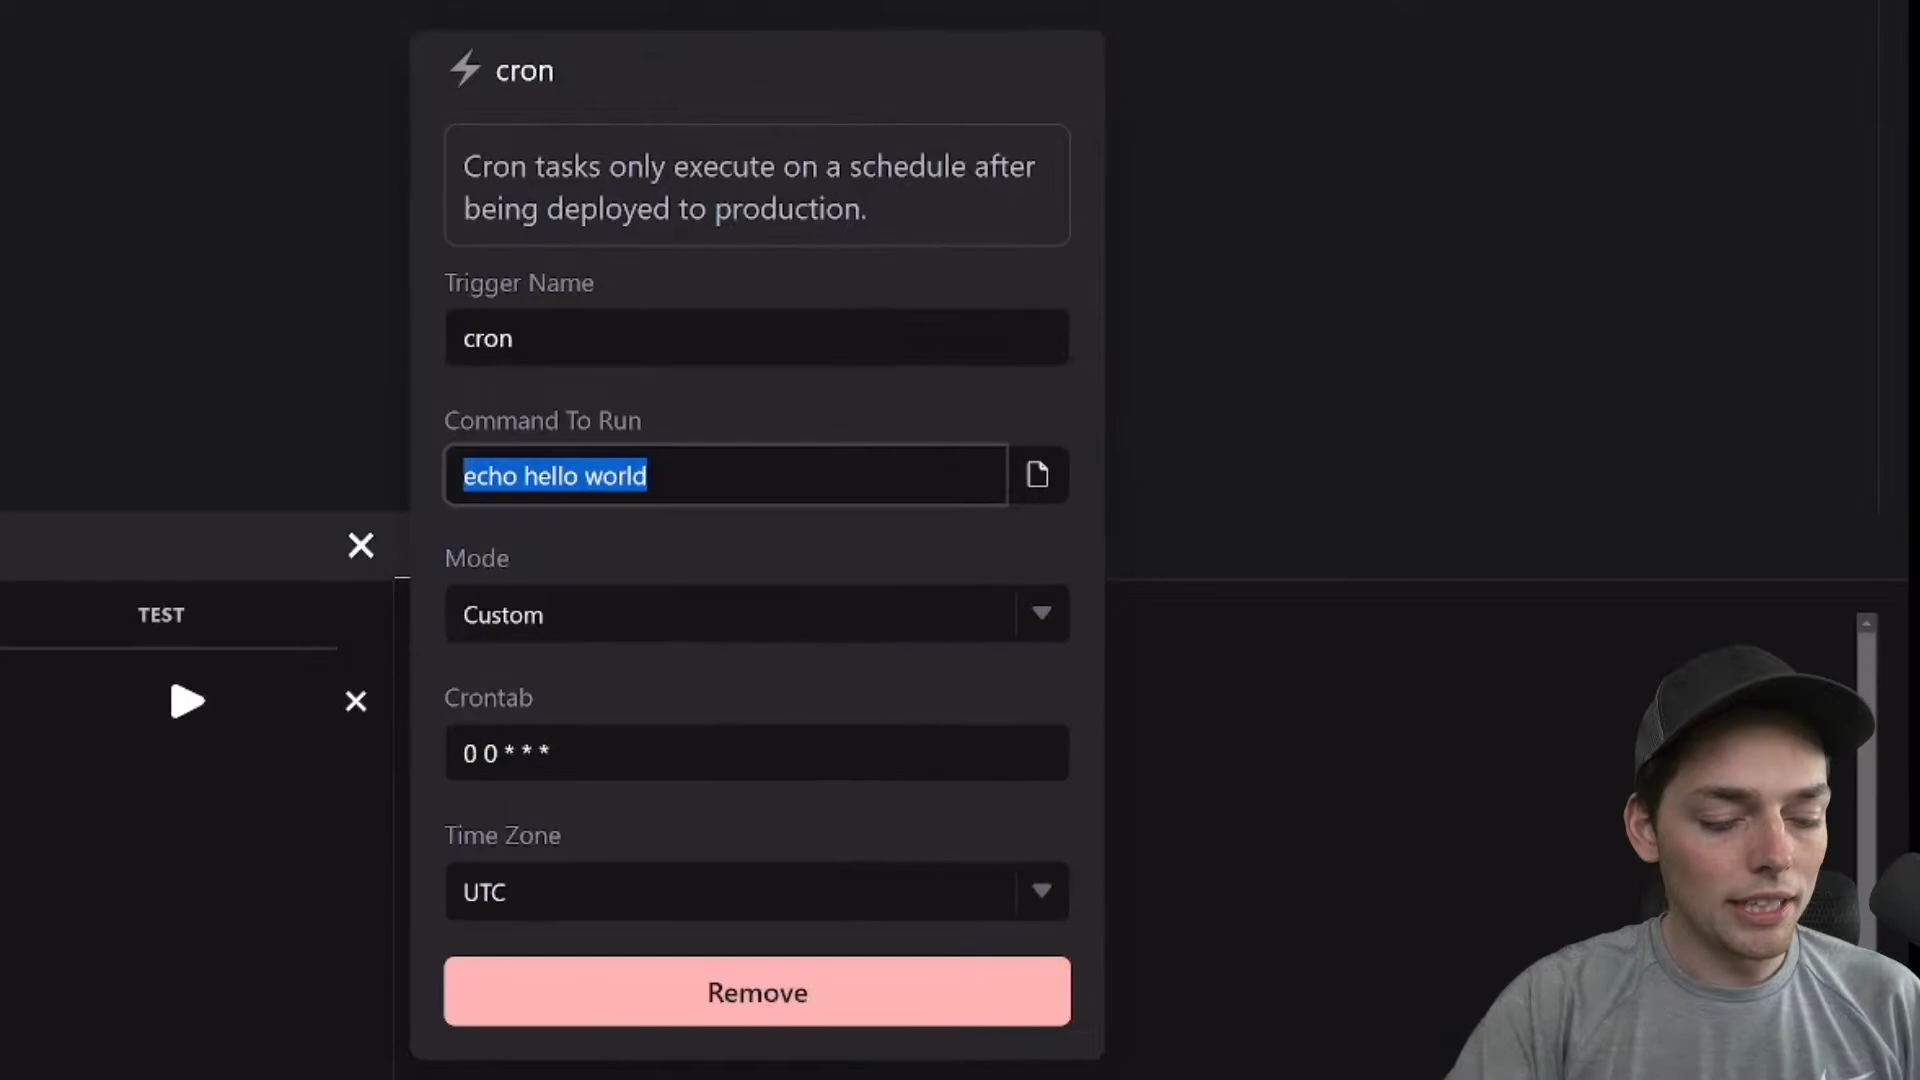 cron
Cron tasks only execute on a schedule after
being deployed to production.
Trigger Name
cron
Command To Run
echo hello world
Mode
Custom
TEST
Crontab
0 0 * * *
Time Zone
UTC
Remove